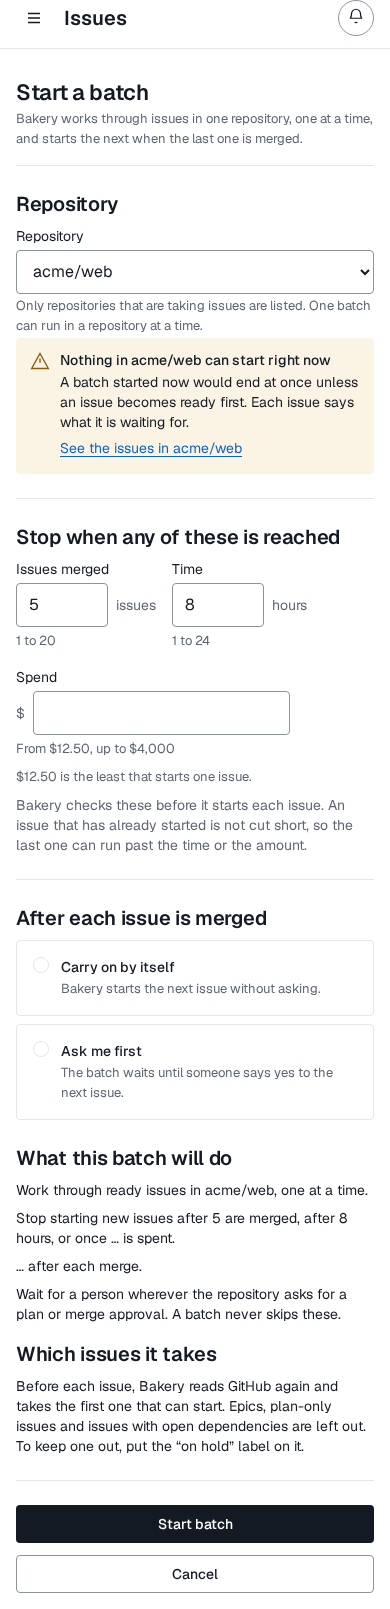 Issues
Start a batch
Bakery works through issues in one repository, one at a time,
and starts the next when the last one is merged.
Repository
Repository
acme/web
Only repositories that are taking issues are listed. One batch
can run in a repository at a time.
Nothing in acme/web can start right now
A batch started now would end at once unless
an issue becomes ready first. Each issue says
what it is waiting for.
See the issues in acme/web
Stop when any of these is reached
Issues merged Time
5 issues 8 hours
1 to 20 1 to 24
Spend
$
From $12.50, up to $4,000
$12.50 is the least that starts one issue.
Bakery checks these before it starts each issue. An
issue that has already started is not cut short, so the
last one can run past the time or the amount.
After each issue is merged
Carry on by itself
Bakery starts the next issue without asking.
Ask me first
The batch waits until someone says yes to the
next issue.
What this batch will do
Work through ready issues in acme/web, one at a time.
Stop starting new issues after 5 are merged, after 8
hours, or once … is spent.
… after each merge.
Wait for a person wherever the repository asks for a
plan or merge approval. A batch never skips these.
Which issues it takes
Before each issue, Bakery reads GitHub again and
takes the first one that can start. Epics, plan-only
issues and issues with open dependencies are left out.
To keep one out, put the “on hold” label on it.
Start batch
Cancel